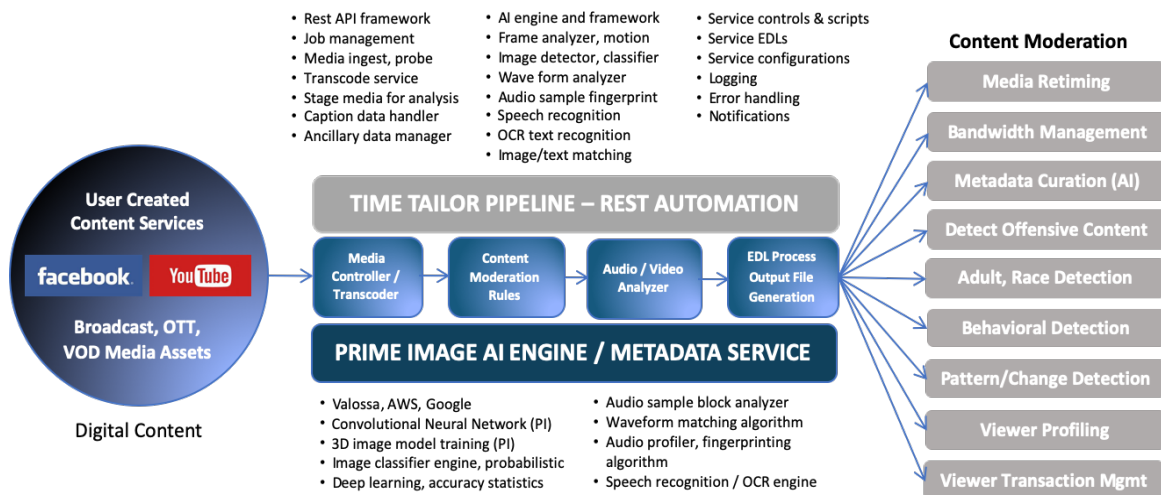 • Rest API framework
• Job management
• Media ingest, probe
• Transcode service
• Stage media for analysis
• Caption data handler
• Ancillary data manager
• AI engine and framework
• Frame analyzer, motion
• Image detector, classifier
• Wave form analyzer
• Audio sample fingerprint
• Speech recognition
• OCR text recognition
• Image/text matching
• Service controls & scripts
• Service EDLs
• Service configurations
• Logging
• Error handling
• Notifications
User Created
Content Services
facebook.
YouTube
Broadcast, OTT,
VOD Media Assets
Digital Content
TIME TAILOR PIPELINE – REST AUTOMATION
Media
Controller /
Transcoder
Content
Moderation
Rules
Audio / Video
Analyzer
EDL Process
Output File
Generation
PRIME IMAGE AI ENGINE / METADATA SERVICE
• Valossa, AWS, Google
• Convolutional Neural Network (PI)
• 3D image model training (PI)
• Image classifier engine, probabilistic
• Deep learning, accuracy statistics
• Audio sample block analyzer
• Waveform matching algorithm
• Audio profiler, fingerprinting
algorithm
• Speech recognition / OCR engine
Content Moderation
Media Retiming
Bandwidth Management
Metadata Curation (AI)
Detect Offensive Content
Adult, Race Detection
Behavioral Detection
Pattern/Change Detection
Viewer Profiling
Viewer Transaction Mgmt